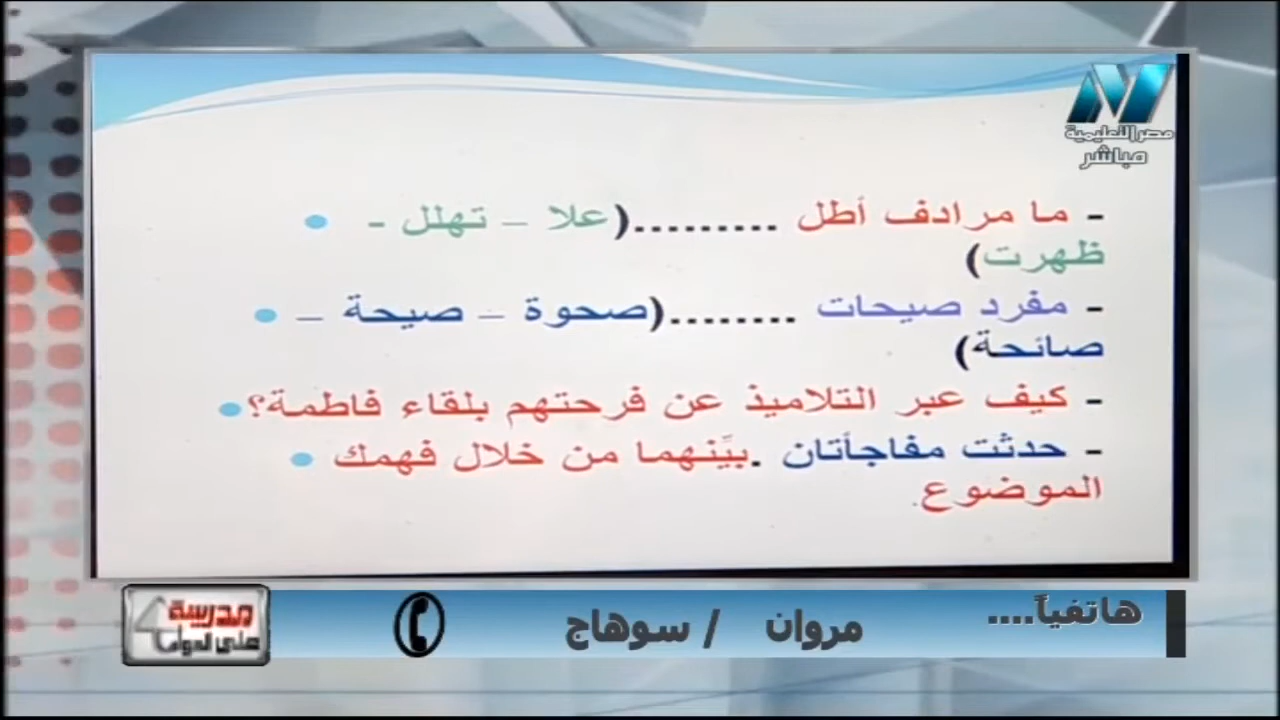 مصر التعليمية
مباشر
- ما مرادف أطل .........(علا – تهلل -
ظهرت)
- مفرد صيحات ........(صحوة – صيحة –
صائحة)
- كيف عبر التلاميذ عن فرحتهم بلقاء فاطمة؟
- حدثت مفاجأتان .بيِّنهما من خلال فهمك
الموضوع.
هاتفياً....
مروان / سوهاج
مدرسة
على الهواء